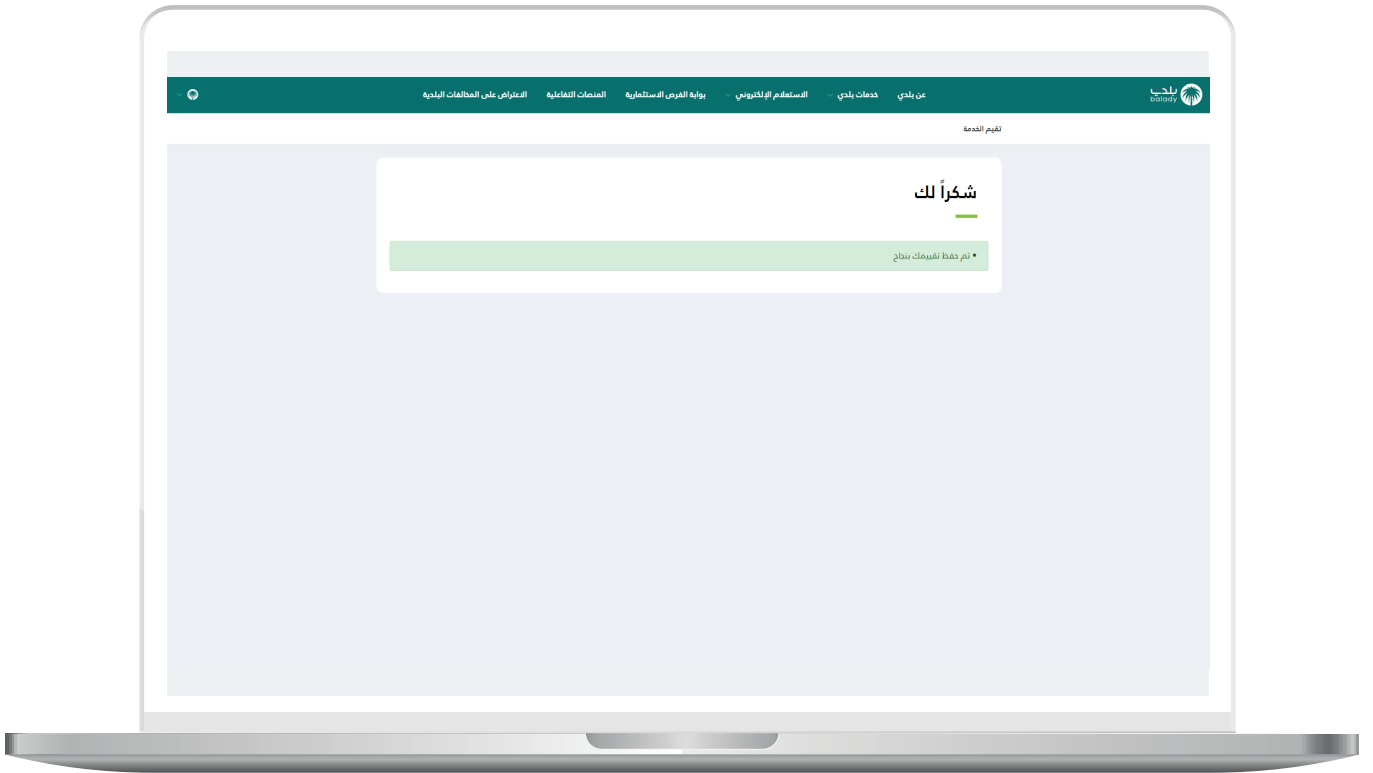 بلدي
balady
عن بلدي خدمات بلدي الاستعلام الإلكتروني بوابة الفرص الاستثمارية المنصات التفاعلية الاعتراض على المخالفات البلدية
تقيم الخدمة
شكراً لك
• تم حفظ تقييمك بنجاح